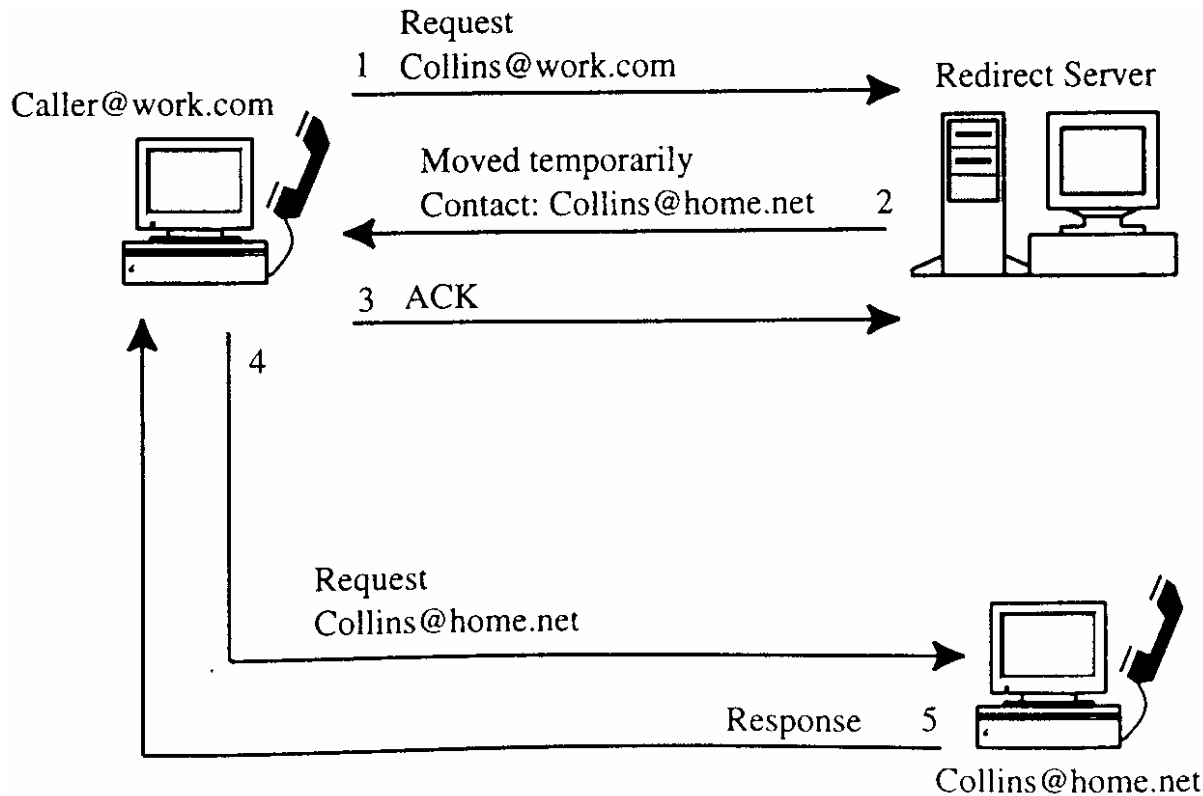 Request
1 Collins@work.com
Redirect Server
Caller@work.com
Moved temporarily
Contact: Collins@home.net 2
3 ACK
4
Request
Collins@home.net
Response 5
Collins@home.net